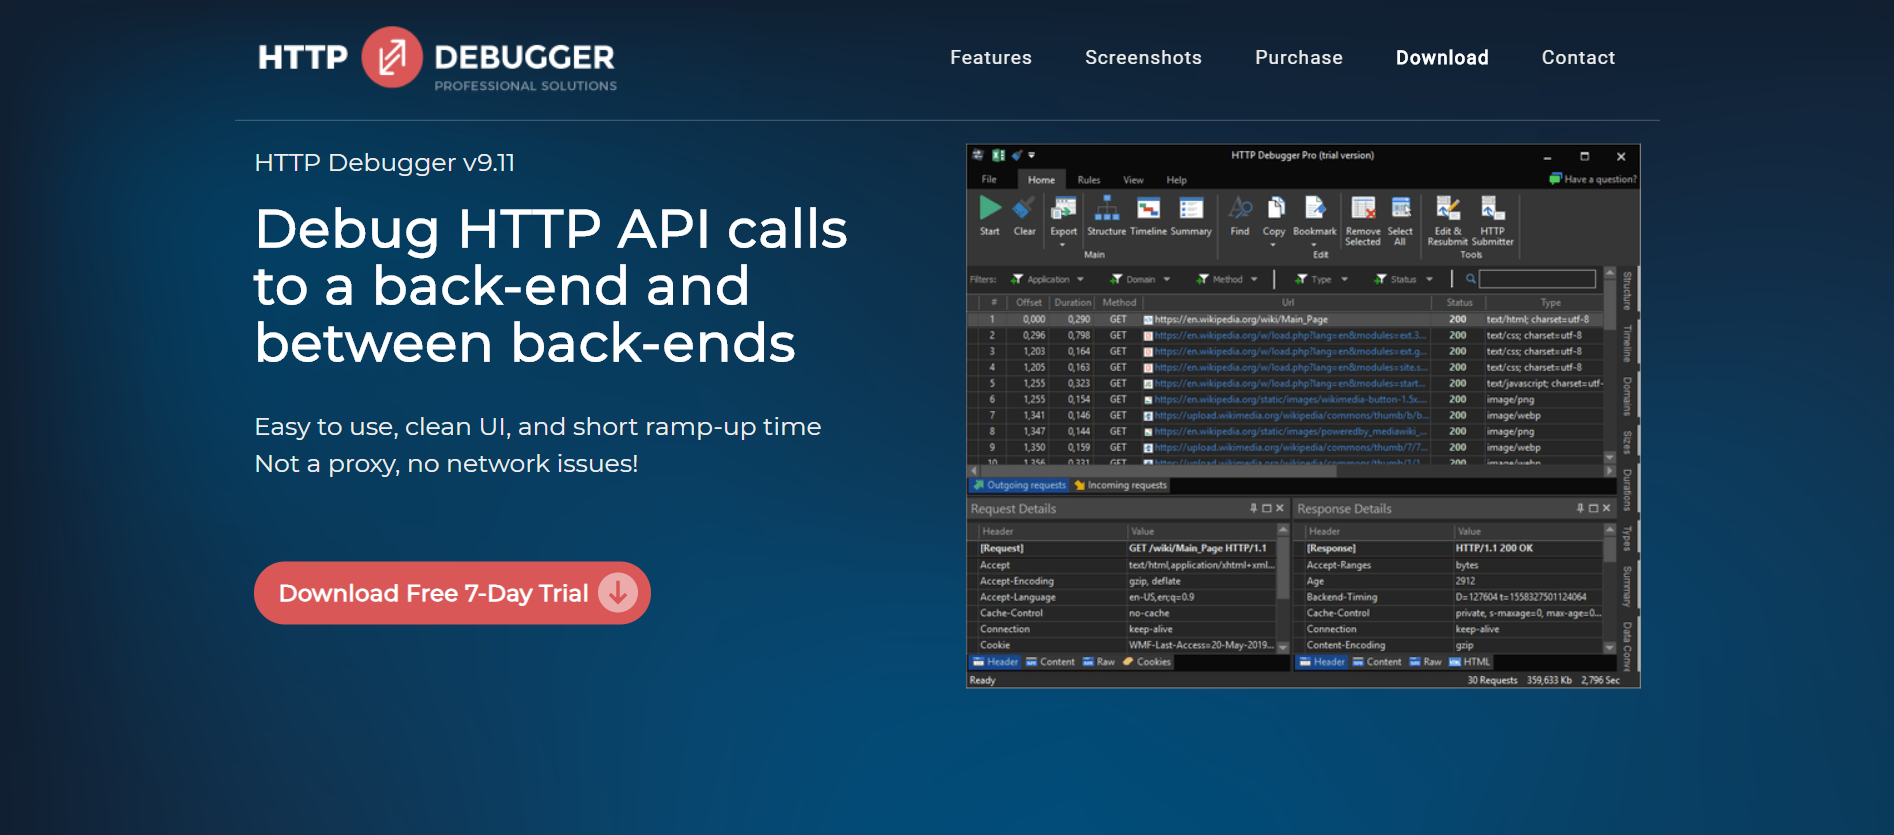 HTTP DEBUGGER
PROFESSIONAL SOLUTIONS
Features Screenshots Purchase Download Contact
HTTP Debugger v9.11
Debug HTTP API calls
to a back-end and
between back-ends
Easy to use, clean UI, and short ramp-up time
Not a proxy, no network issues!
Download Free 7-Day Trial
HTTP Debugger Pro (trial version)
File Home Rules View Help Have a question?
Start Clear Export Structure Timeline Summary Find Copy Bookmark Remove Selected Select All Edit & Resubmit HTTP Submitter
Main Edit Tools
Filters: Application Domain Method Type Status
# Offset Duration Method Url Status Type
1 0,000 0,290 GET https://en.wikipedia.org/wiki/Main_Page 200 text/html; charset=utf-8
2 0,296 0,798 GET https://en.wikipedia.org/w/load.php?lang=en&modules=ext.3... 200 text/css; charset=utf-8
3 1,203 0,164 GET https://en.wikipedia.org/w/load.php?lang=en&modules=ext.g... 200 text/css; charset=utf-8
4 1,205 0,163 GET https://en.wikipedia.org/w/load.php?lang=en&modules=site.s... 200 text/css; charset=utf-8
5 1,255 0,323 GET https://en.wikipedia.org/w/load.php?lang=en&modules=start... 200 text/javascript; charset=utf-
6 1,255 0,154 GET https://en.wikipedia.org/static/images/wikimedia-button-1.5x... 200 image/png
7 1,341 0,146 GET https://upload.wikimedia.org/wikipedia/commons/thumb/b/b... 200 image/webp
8 1,347 0,144 GET https://en.wikipedia.org/static/images/poweredby_mediawiki_... 200 image/png
9 1,350 0,159 GET https://upload.wikimedia.org/wikipedia/commons/thumb/7/7... 200 image/webp
10 1,356 0,331 GET https://upload.wikimedia.org/wikipedia/commons/thumb/1/1... 200 image/webp
Outgoing requests Incoming requests
Structure
Timeline
Domains
Sizes
Durations
Types
Summary
Data Conve
Request Details
Header Value
[Request] GET /wiki/Main_Page HTTP/1.1
Accept text/html,application/xhtml+xml...
Accept-Encoding gzip, deflate
Accept-Language en-US,en;q=0.9
Cache-Control no-cache
Connection keep-alive
Cookie WMF-Last-Access=20-May-2019...
Header Content Raw Cookies
Response Details
Header Value
[Response] HTTP/1.1 200 OK
Accept-Ranges bytes
Age 2912
Backend-Timing D=127604 t=1558327501124064
Cache-Control private, s-maxage=0, max-age=0...
Connection keep-alive
Content-Encoding gzip
Header Content Raw HTML
Ready 30 Requests 359,633 Kb 2,796 Sec